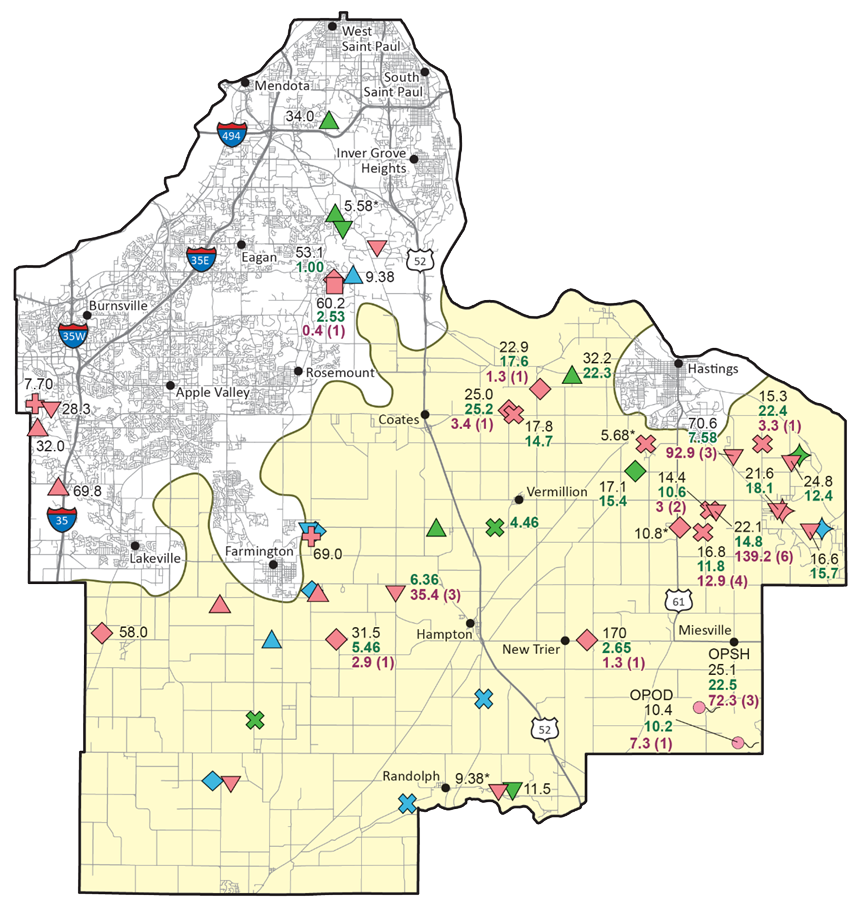 West
Saint Paul
South
Saint Paul
Mendota
34.0
494
Inver Grove
Heights
5.58*
Eagan
35E
52
53.1
1.00
9.38
60.2
2.53
0.4 (1)
Burnsville
35W
Rosemount
Apple Valley
7.70
28.3
32.0
69.8
35
Lakeville
Farmington
69.0
Coates
22.9
17.6
1.3 (1)
32.2
22.3
Hastings
25.0
25.2
3.4 (1)
17.8
14.7
5.68*
70.6
7.58
92.9 (3)
15.3
22.4
3.3 (1)
Vermillion
4.46
17.1
15.4
14.4
10.6
3 (2)
21.6
18.1
24.8
12.4
10.8*
16.8
11.8
12.9 (4)
22.1
14.8
139.2 (6)
16.6
15.7
6.36
35.4 (3)
61
58.0
31.5
5.46
2.9 (1)
Hampton
New Trier
170
2.65
1.3 (1)
Miesville
OPSH
25.1
22.5
72.3 (3)
OPOD
10.4
10.2
7.3 (1)
52
Randolph
9.38*
11.5